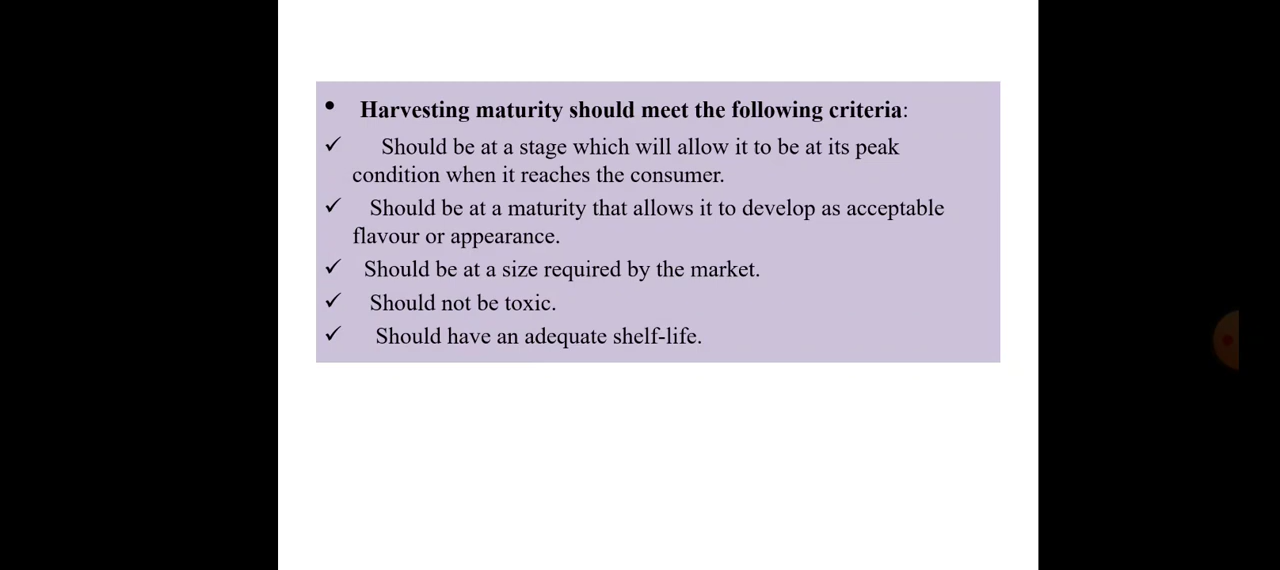 • Harvesting maturity should meet the following criteria:
✓ Should be at a stage which will allow it to be at its peak
condition when it reaches the consumer.
✓ Should be at a maturity that allows it to develop as acceptable
flavour or appearance.
✓ Should be at a size required by the market.
✓ Should not be toxic.
✓ Should have an adequate shelf-life.